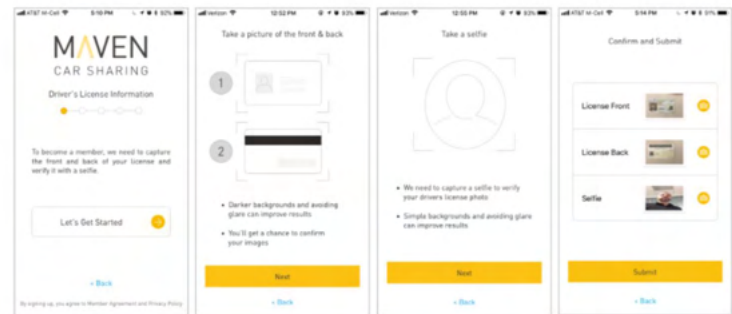 AT&T M-Cell 5:10 PM 92%
MAVEN
CAR SHARING
Driver's License Information
To become a member, we need to capture
the front and back of your license and
verify it with a selfie.
Let's Get Started
< Back
By signing up, you agree to Member Agreement and Privacy Policy
Verizon 12:52 PM 93%
Take a picture of the front & back
1
2
• Darker backgrounds and avoiding
glare can improve results
• You'll get a chance to confirm
your images
Next
< Back
Verizon 12:55 PM 93%
Take a selfie
• We need to capture a selfie to verify
your drivers license photo
• Simple backgrounds and avoiding glare
can improve results
Next
< Back
AT&T M-Cell 5:14 PM 91%
Confirm and Submit
License Front
License Back
Selfie
Submit
< Back